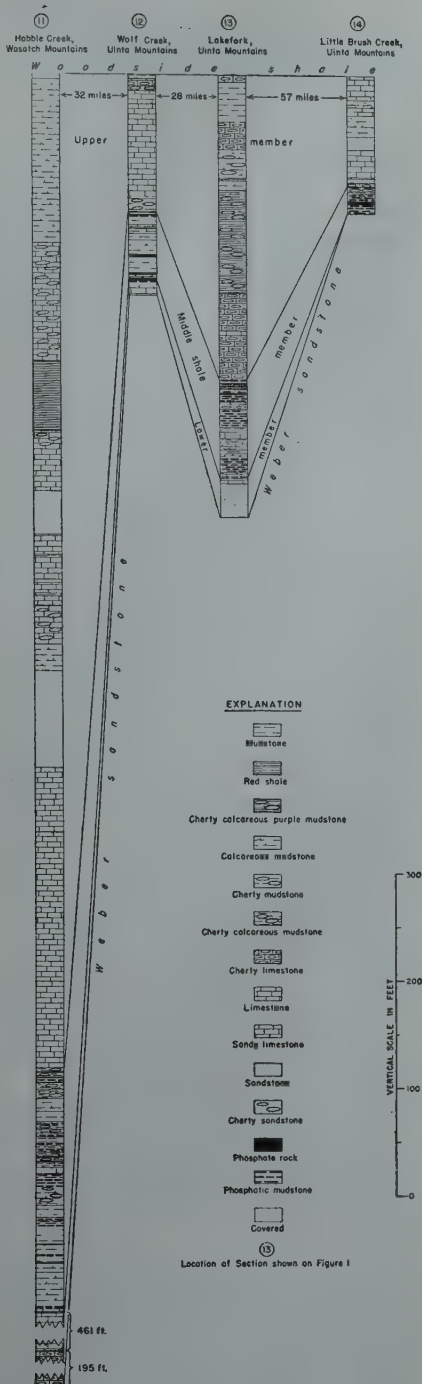 ⑪
Hobble Creek,
Wasatch Mountains
⑫
Wolf Creek,
Uinta Mountains
⑬
Lakefork,
Uinta Mountains
⑭
Little Brush Creek,
Uinta Mountains
Woodside shale
32 miles
28 miles
57 miles
Upper member
Middle shale member
Lower member
Weber sandstone
Weber sandstone
EXPLANATION
Mudstone
Red shale
Cherty calcareous purple mudstone
Calcareous mudstone
Cherty mudstone
Cherty calcareous mudstone
Cherty limestone
Limestone
Sandy limestone
Sandstone
Cherty sandstone
Phosphate rock
Phosphatic mudstone
Covered
⑬
Location of Section shown on Figure 1
300
200
100
0
VERTICAL SCALE IN FEET
461 ft.
195 ft.